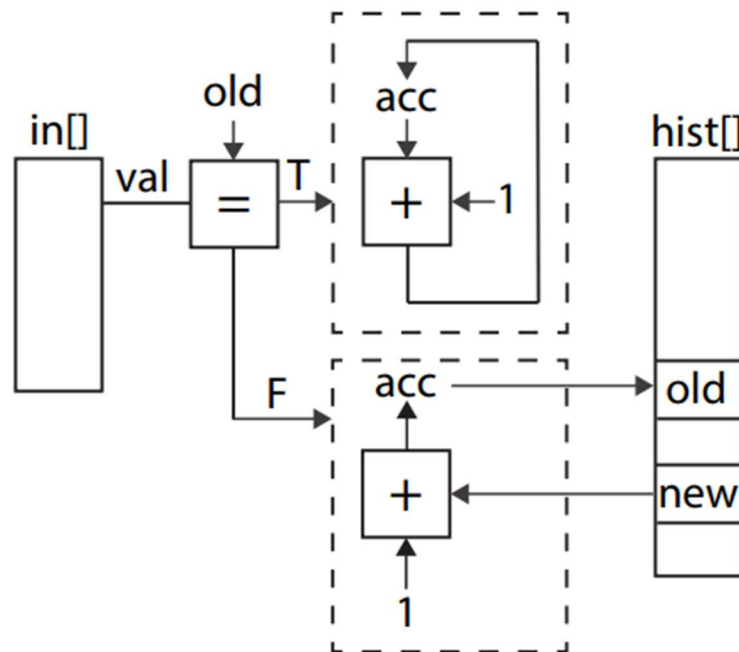 in[]
val
old
=
T
acc
+
1
F
acc
+
1
hist[]
old
new